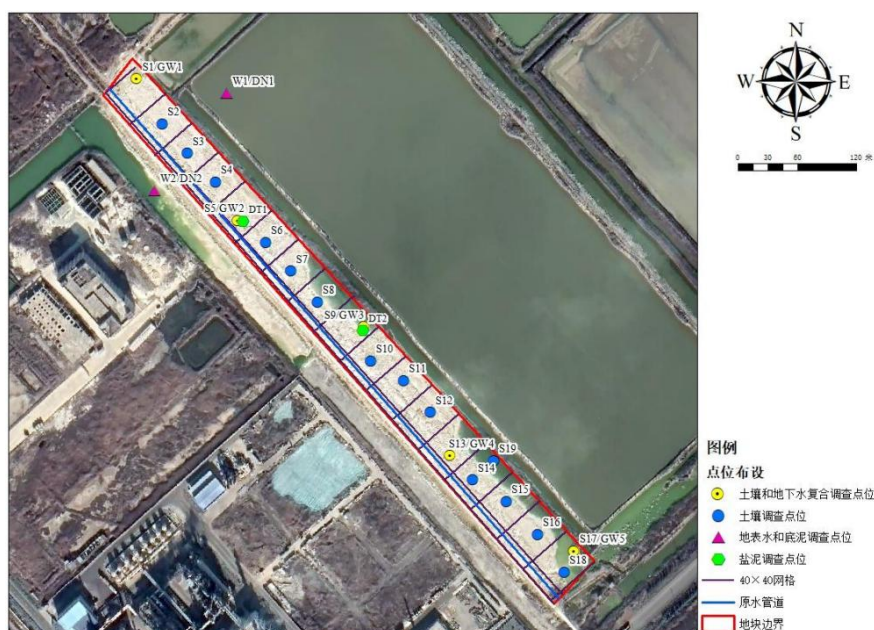 S1/GW1
W1/DN1
S2
S3
S4
W2/DN2
S5/GW2 DT1
S6
S7
S8
S9/GW3 DT2
S10
S11
S12
S13/GW4
S19
S14
S15
S16
S17/GW5
S18
N
W E
S
0 30 60 120 米
图例
点位布设
土壤和地下水复合调查点位
土壤调查点位
地表水和底泥调查点位
盐泥调查点位
40×40网格
原水管道
地块边界